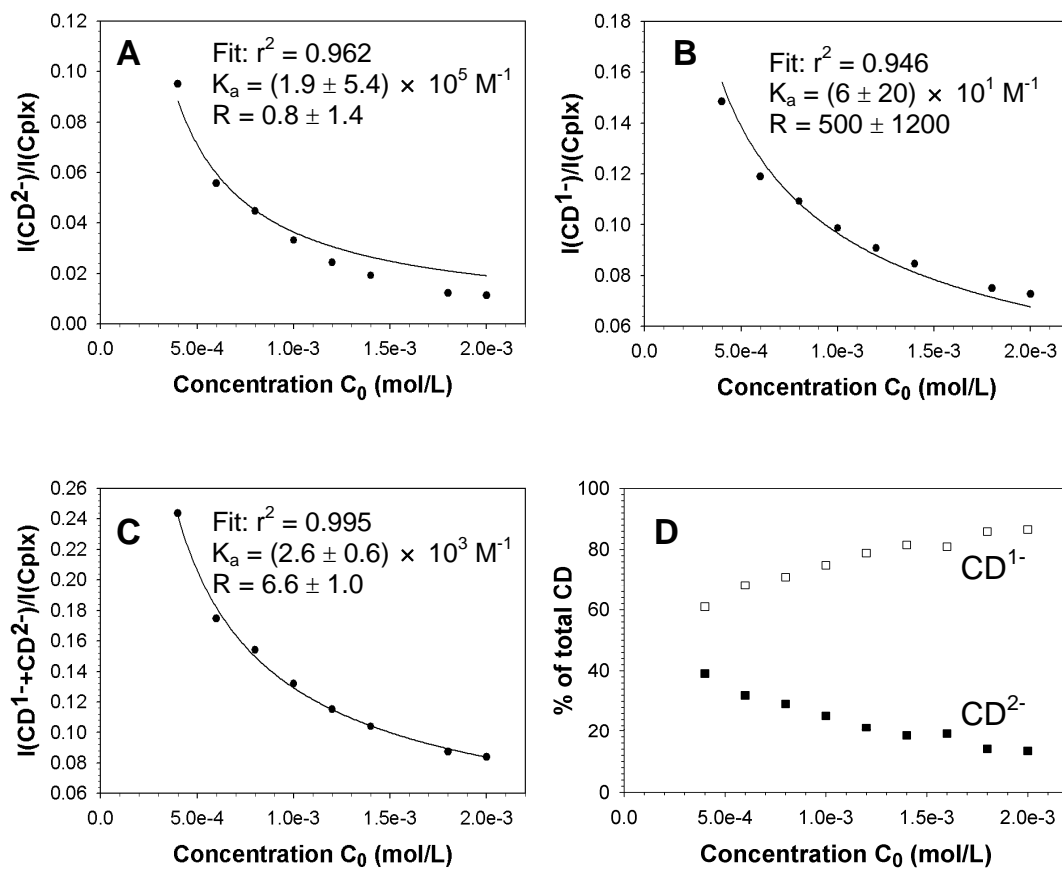 A
Fit: r² = 0.962
Kₐ = (1.9 ± 5.4) × 10⁵ M⁻¹
R = 0.8 ± 1.4
I(CD²⁻)/I(Cplx)
0.12
0.10
0.08
0.06
0.04
0.02
0.00
0.0 5.0e-4 1.0e-3 1.5e-3 2.0e-3
Concentration C₀ (mol/L)
B
Fit: r² = 0.946
Kₐ = (6 ± 20) × 10¹ M⁻¹
R = 500 ± 1200
I(CD¹⁻)/I(Cplx)
0.18
0.16
0.14
0.12
0.10
0.08
0.06
0.0 5.0e-4 1.0e-3 1.5e-3 2.0e-3
Concentration C₀ (mol/L)
C
Fit: r² = 0.995
Kₐ = (2.6 ± 0.6) × 10³ M⁻¹
R = 6.6 ± 1.0
I(CD¹⁻+CD²⁻)/I(Cplx)
0.26
0.24
0.22
0.20
0.18
0.16
0.14
0.12
0.10
0.08
0.06
0.0 5.0e-4 1.0e-3 1.5e-3 2.0e-3
Concentration C₀ (mol/L)
D
% of total CD
100
80
60
40
20
0
CD¹⁻
CD²⁻
0.0 5.0e-4 1.0e-3 1.5e-3 2.0e-3
Concentration C₀ (mol/L)